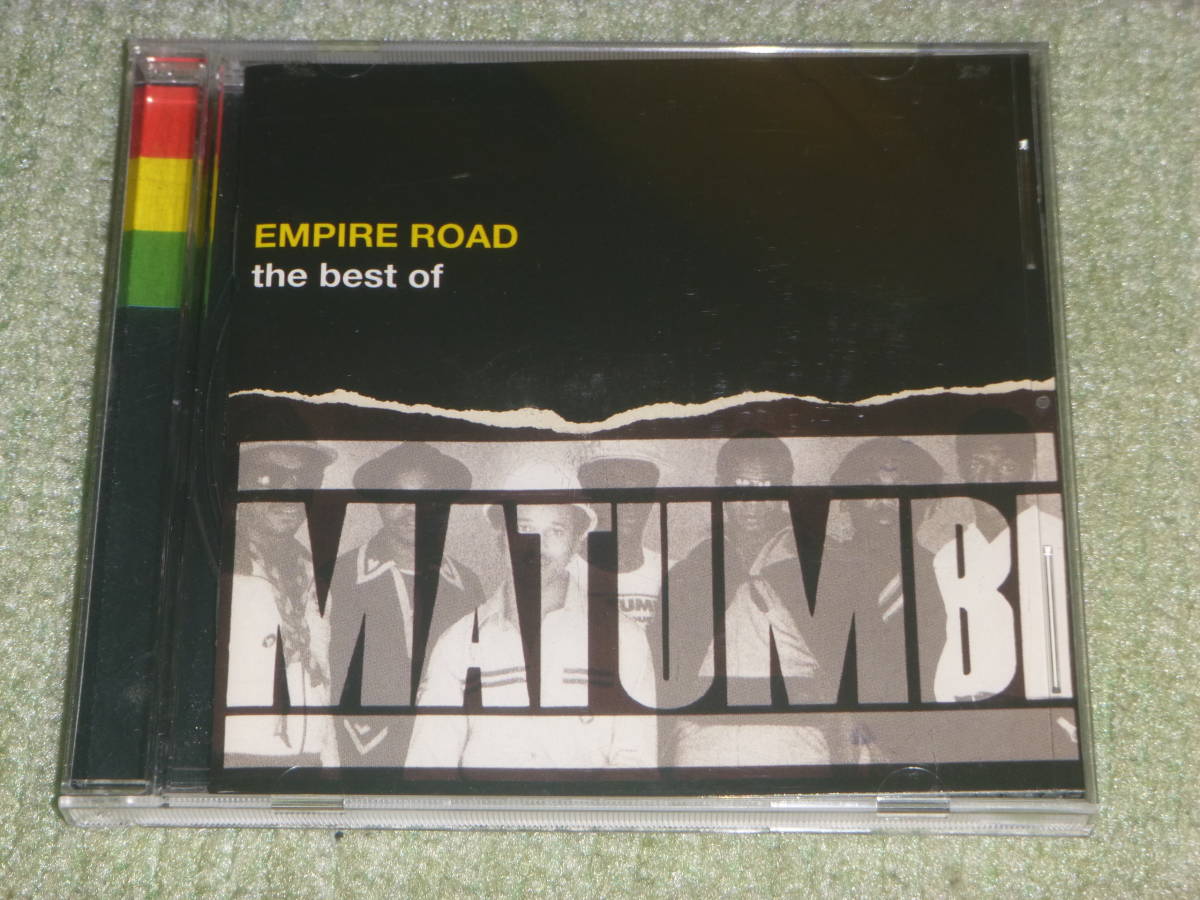 EMPIRE ROAD
the best of
MATUMBI